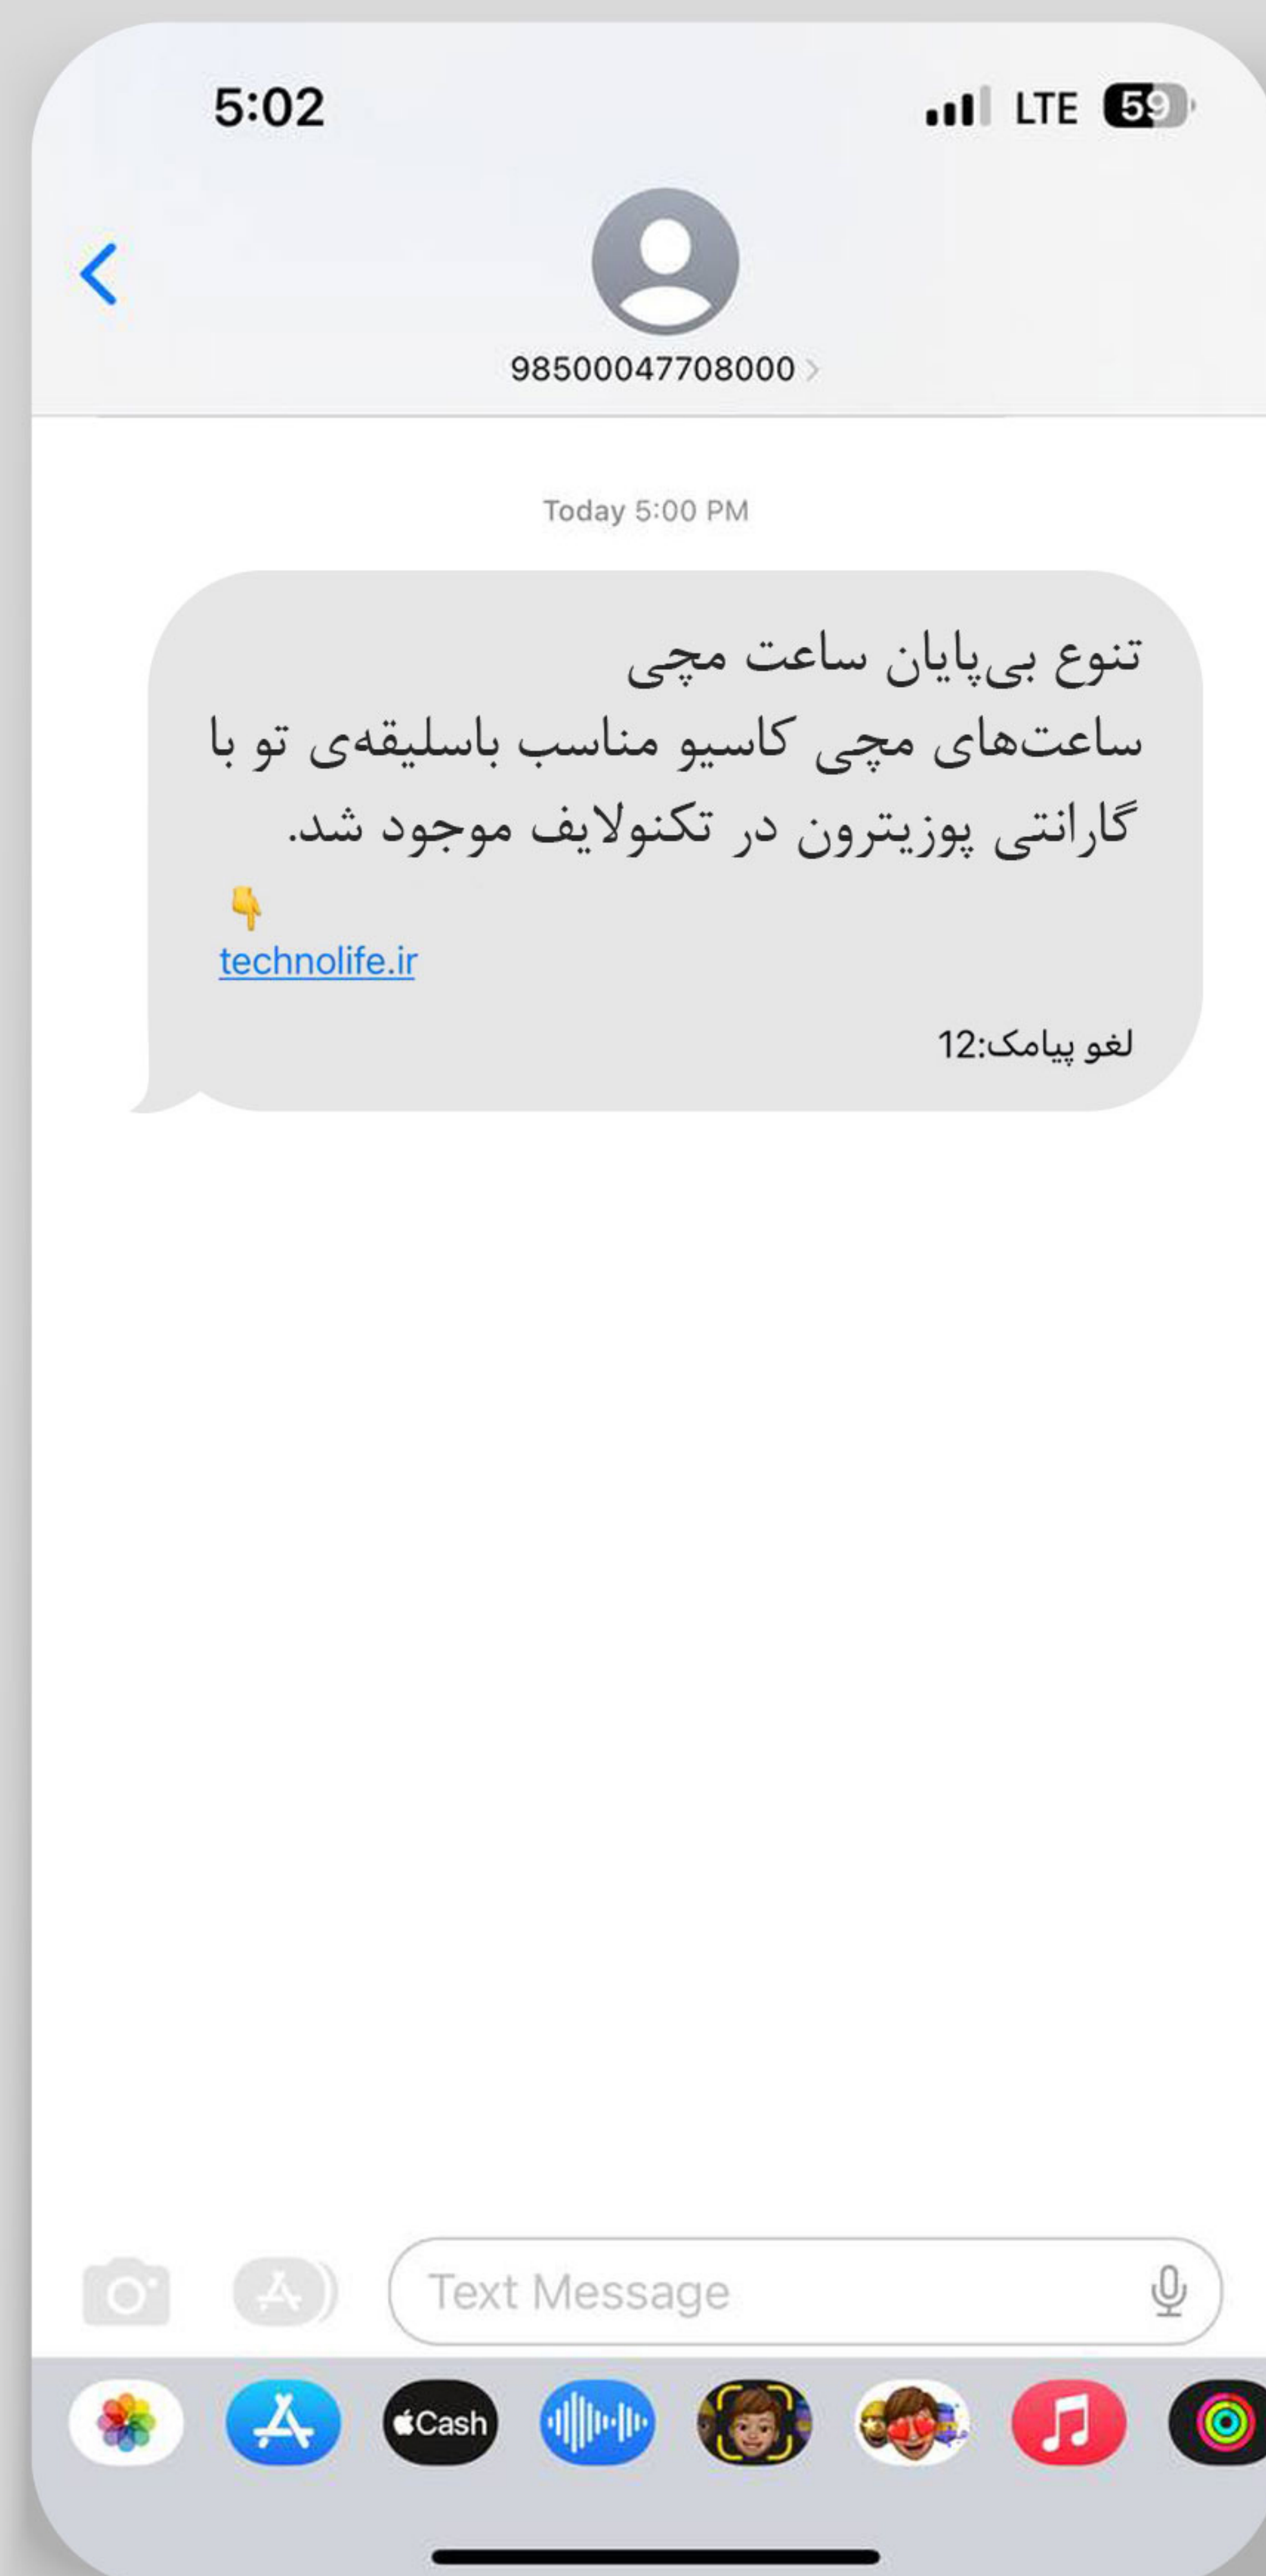 5:02
LTE 59
98500047708000
Today 5:00 PM
تنوع بی‌پایان ساعت مچی
ساعت‌های مچی کاسیو مناسب باسلیقه‌ی تو با
گارانتی پوزیترون در تکنولایف موجود شد.
👇
technolife.ir
لغو پیامک:12
Text Message
Cash